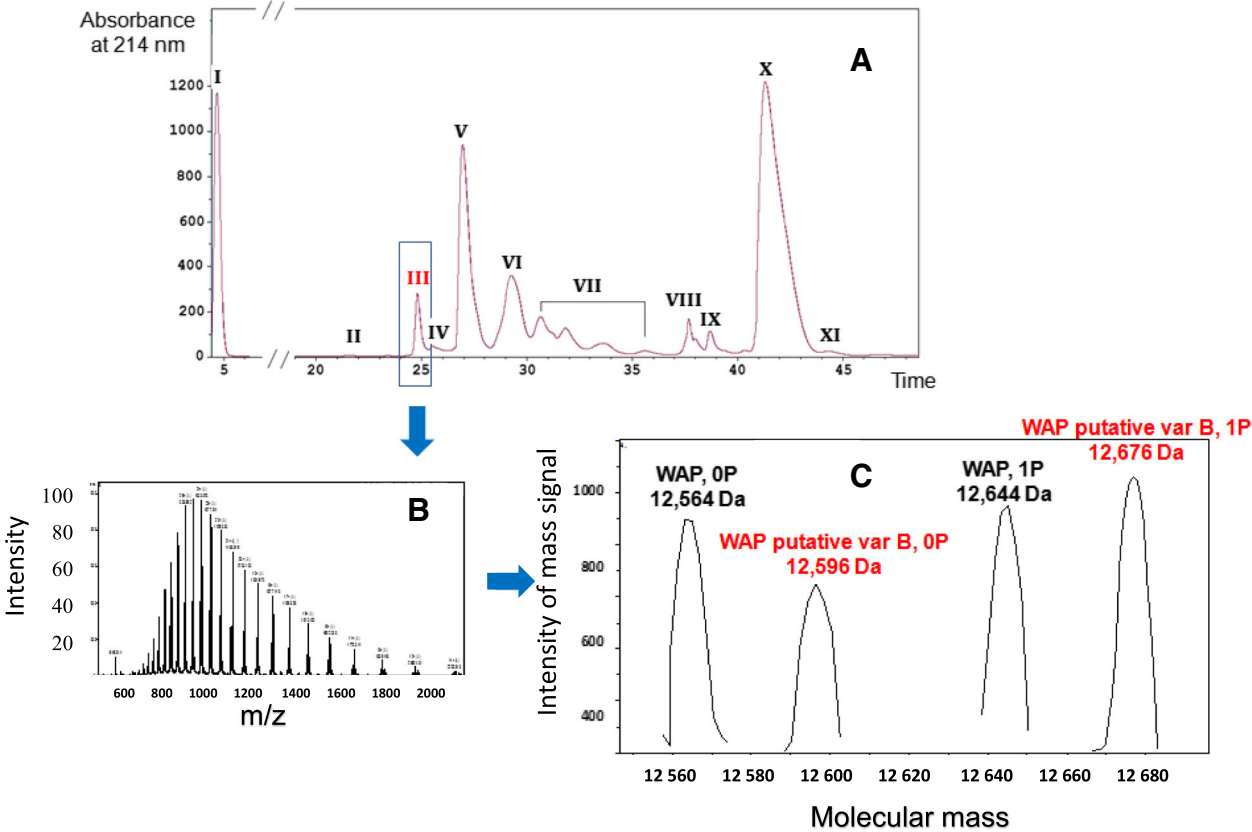 Absorbance
at 214 nm
A
I
II
III
IV
V
VI
VII
VIII
IX
X
XI
1200
1000
800
600
400
200
0
5
20
25
30
35
40
45
Time
B
Intensity
100
80
60
40
20
600
800
1000
1200
1400
1600
1800
2000
m/z
C
Intensity of mass signal
1000
800
600
400
WAP, 0P
12,564 Da
WAP putative var B, 0P
12,596 Da
WAP, 1P
12,644 Da
WAP putative var B, 1P
12,676 Da
12 560
12 580
12 600
12 620
12 640
12 660
12 680
Molecular mass